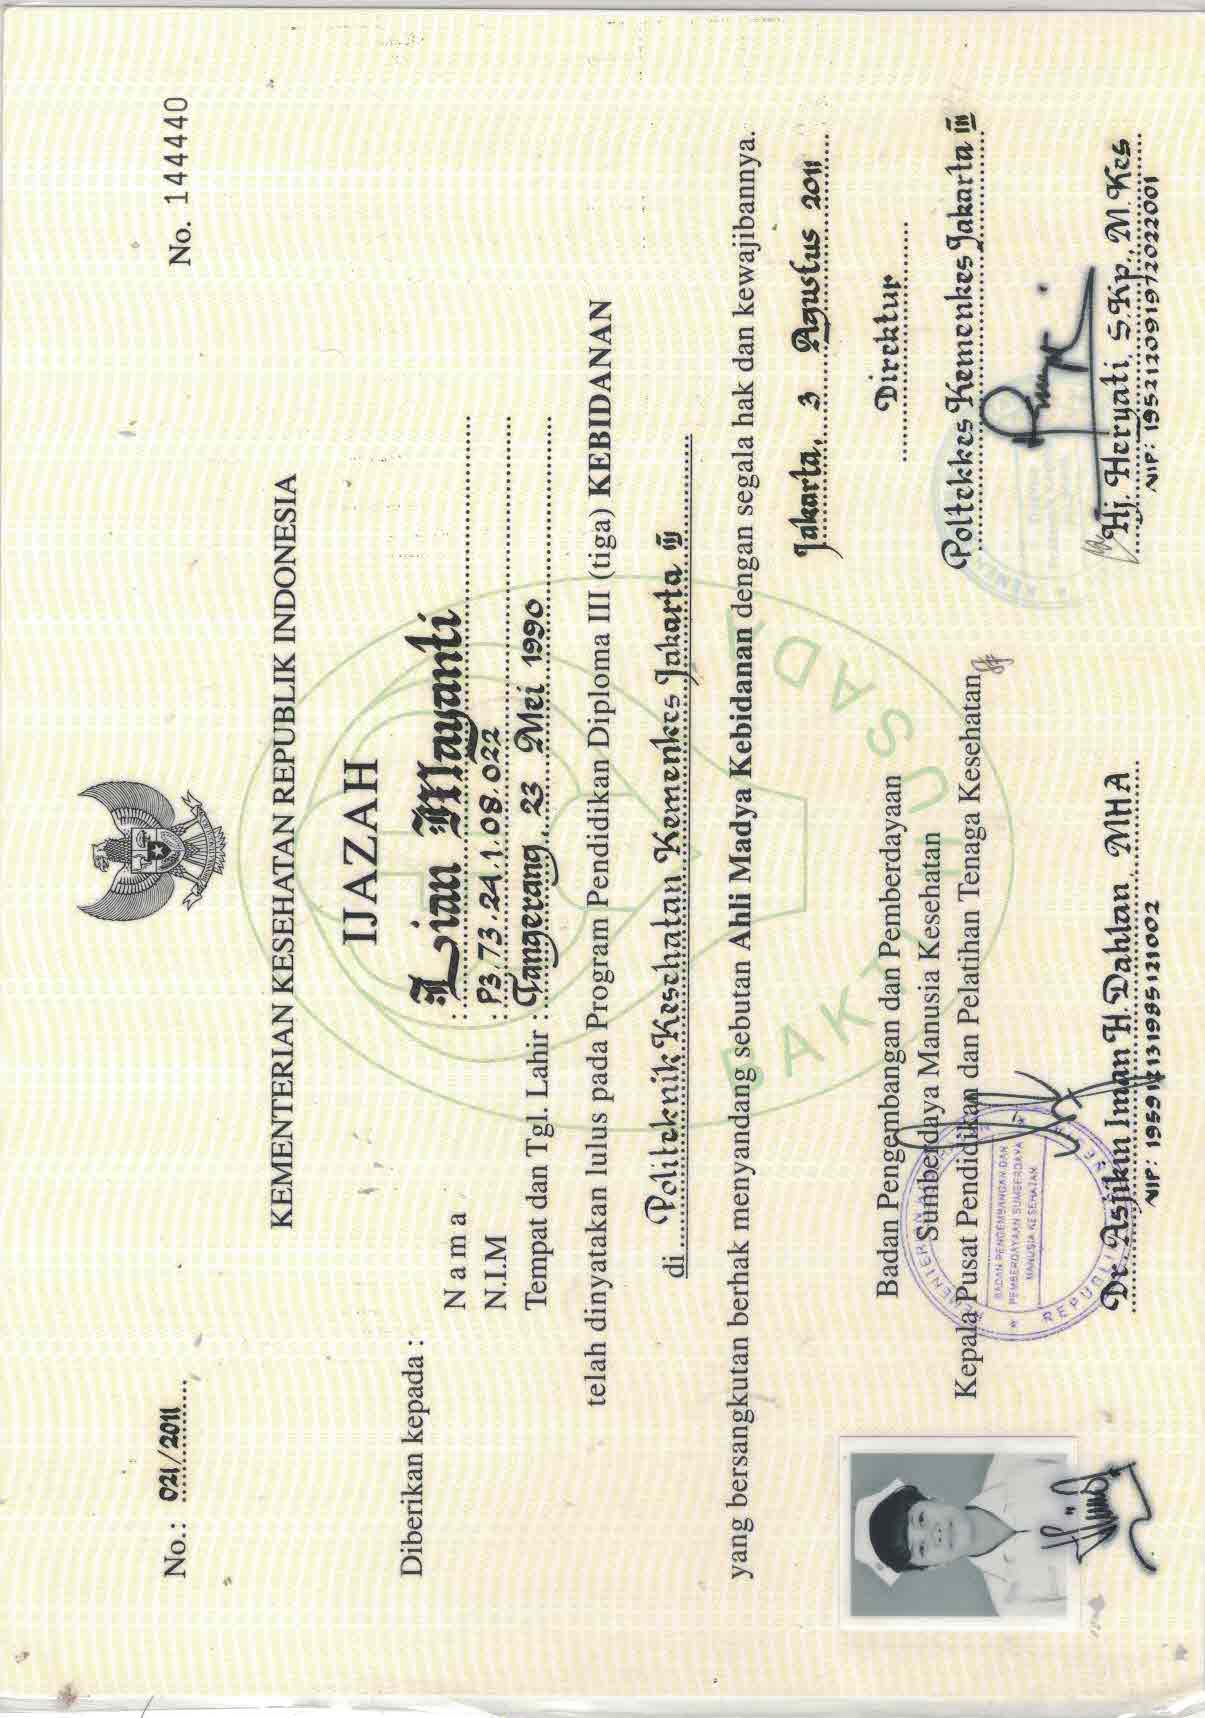 No.: 021/2011
No. 144440
KEMENTERIAN KESEHATAN REPUBLIK INDONESIA
IJAZAH
Diberikan kepada :
N a m a : Lian Mayanti
N.I.M : P3.73.24.1.08.022
Tempat dan Tgl. Lahir : Tangerang, 23 Mei 1990
telah dinyatakan lulus pada Program Pendidikan Diploma III (tiga) KEBIDANAN
di Politeknik Kesehatan Kemenkes Jakarta III
yang bersangkutan berhak menyandang sebutan Ahli Madya Kebidanan dengan segala hak dan kewajibannya.
Jakarta, 3 Agustus 2011
Badan Pengembangan dan Pemberdayaan
Sumberdaya Manusia Kesehatan
Kepala Pusat Pendidikan dan Pelatihan Tenaga Kesehatan
Dr. Asjikin Iman H. Dahlan, MHA
NIP: 195912131985121002
Direktur
Poltekkes Kemenkes Jakarta III
Hj. Heryati, S.Kp., M.Kes
NIP: 195212091972022001
BADAN PENGEMBANGAN DAN
PEMBERDAYAAN SUMBERDAYA
MANUSIA KESEHATAN
BAKTI HUSADA